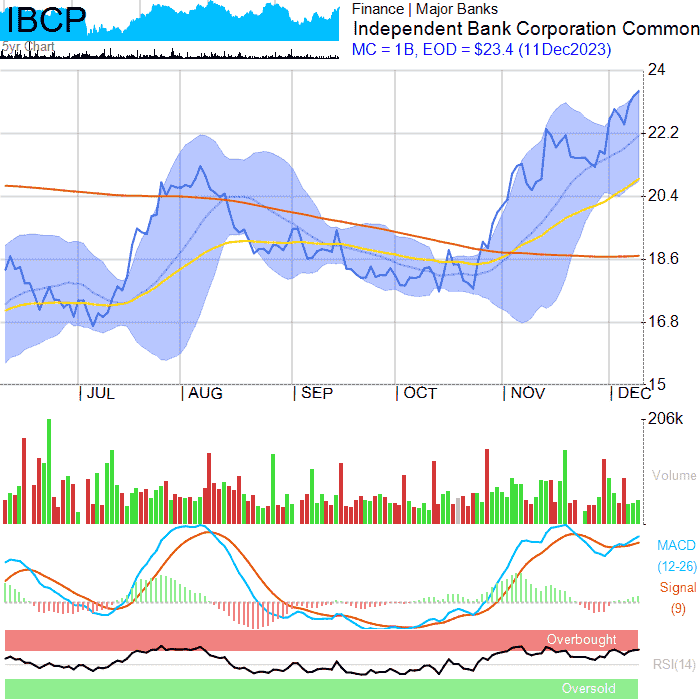 IBCP
5yr Chart
Finance | Major Banks
Independent Bank Corporation Common
MC = 1B, EOD = $23.4 (11Dec2023)
24
22.2
20.4
18.6
16.8
15
JUL AUG SEP OCT NOV DEC
206k
Volume
MACD
(12-26)
Signal
(9)
Overbought
RSI(14)
Oversold